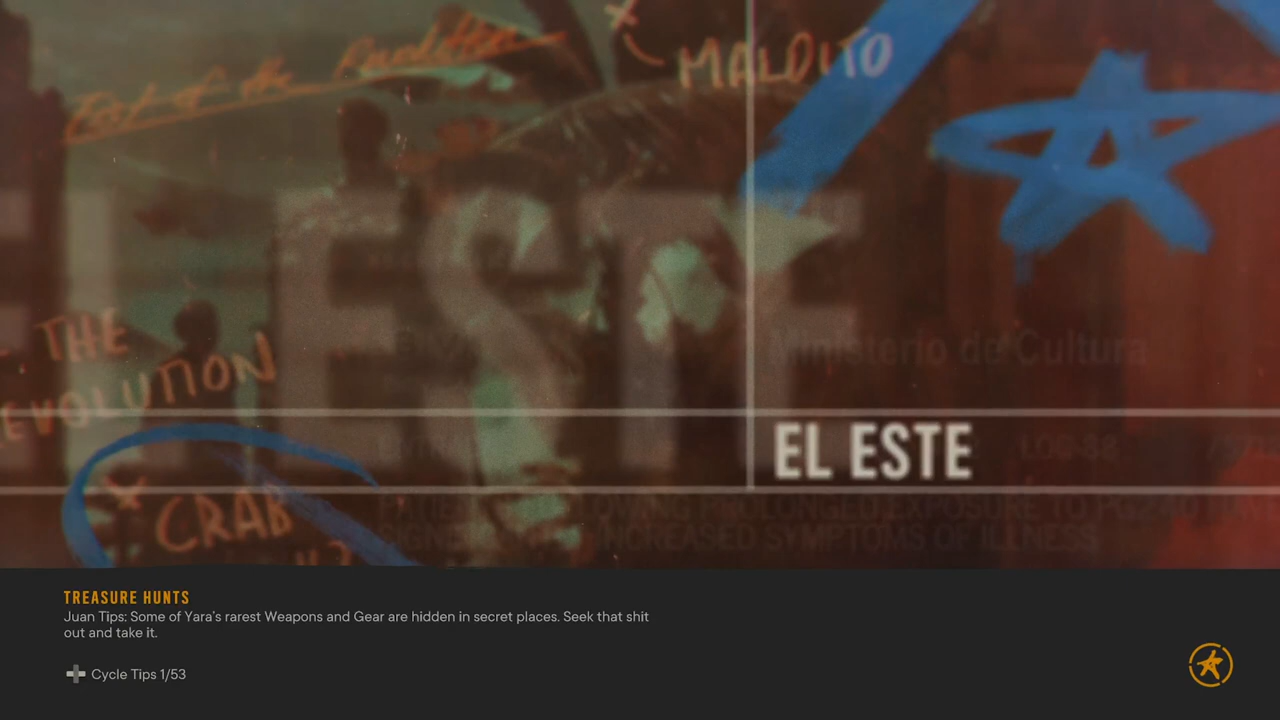 MALDITO
EL ESTE
THE
EVOLUTION
Ministerio de Cultura
EL ESTE
CRAB
INCREASED SYMPTOMS OF ILLNESS
TREASURE HUNTS
Juan Tips: Some of Yara's rarest Weapons and Gear are hidden in secret places. Seek that shit
out and take it.
Cycle Tips 1/53